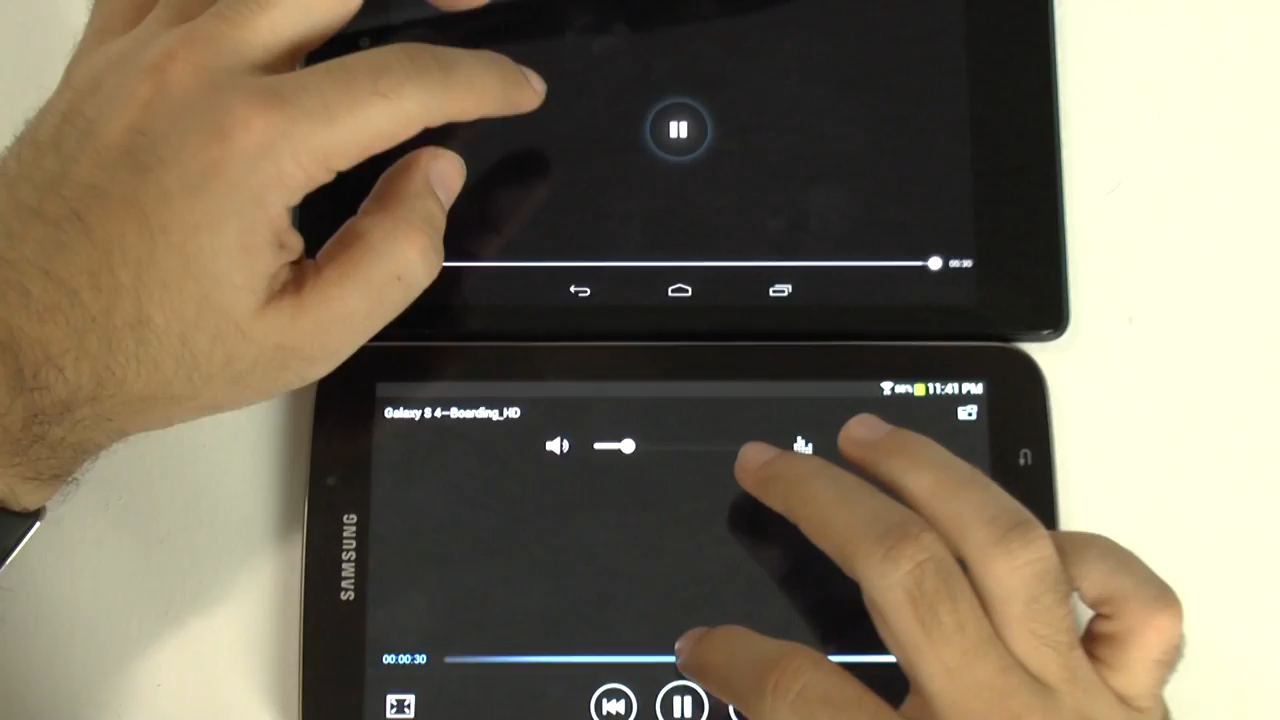 00:30
11:41 PM
Galaxy S 4–Boarding_HD
SAMSUNG
00:00:30